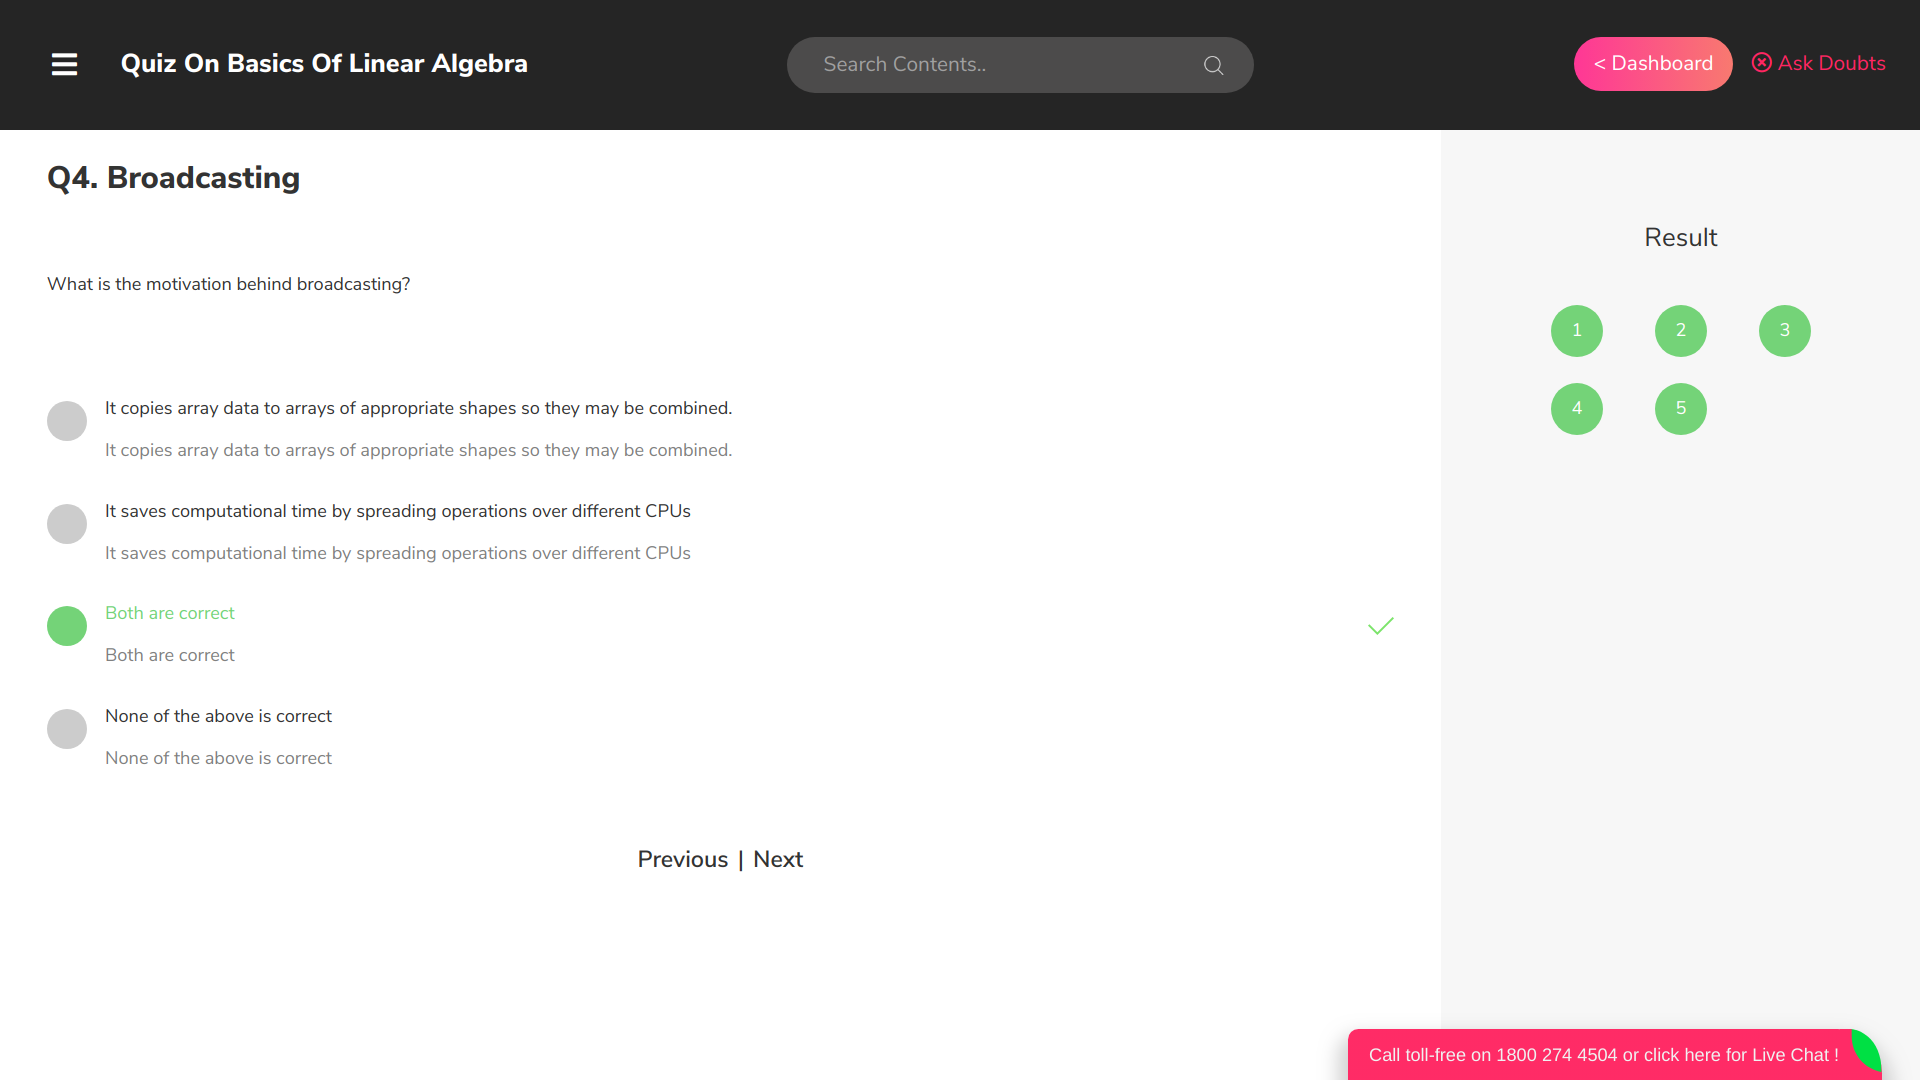 Quiz On Basics Of Linear Algebra
Search Contents..
< Dashboard
Ask Doubts
Q4. Broadcasting
What is the motivation behind broadcasting?
It copies array data to arrays of appropriate shapes so they may be combined.
It copies array data to arrays of appropriate shapes so they may be combined.
It saves computational time by spreading operations over different CPUs
It saves computational time by spreading operations over different CPUs
Both are correct
Both are correct
None of the above is correct
None of the above is correct
Previous | Next
Result
1 2 3
4 5
Call toll-free on 1800 274 4504 or click here for Live Chat !